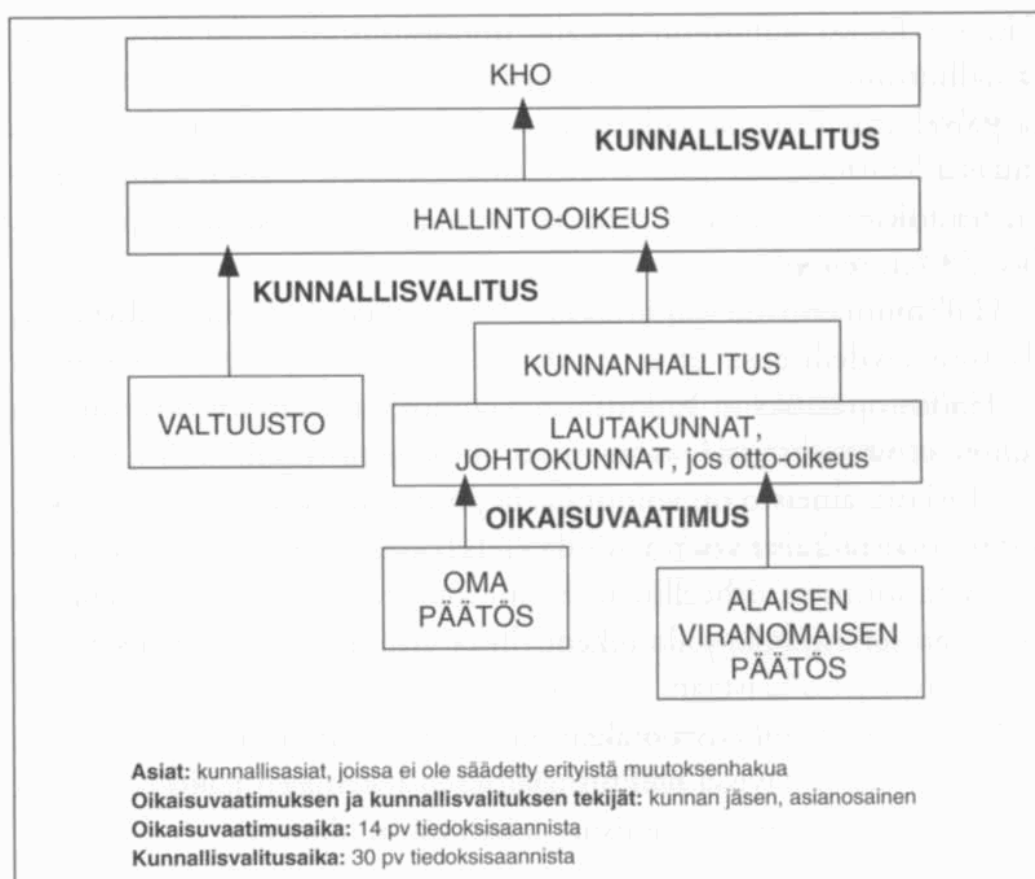 KHO
KUNNALLISVALITUS
HALLINTO-OIKEUS
KUNNALLISVALITUS
KUNNANHALLITUS
VALTUUSTO
LAUTAKUNNAT,
JOHTOKUNNAT, jos otto-oikeus
OIKAISUVAATIMUS
OMA
PÄÄTÖS
ALAISEN
VIRANOMAISEN
PÄÄTÖS
Asiat: kunnallisasiat, joissa ei ole säädetty erityistä muutoksenhakua
Oikaisuvaatimuksen ja kunnallisvalituksen tekijät: kunnan jäsen, asianosainen
Oikaisuvaatimusaika: 14 pv tiedoksisaannista
Kunnallisvalitusaika: 30 pv tiedoksisaannista